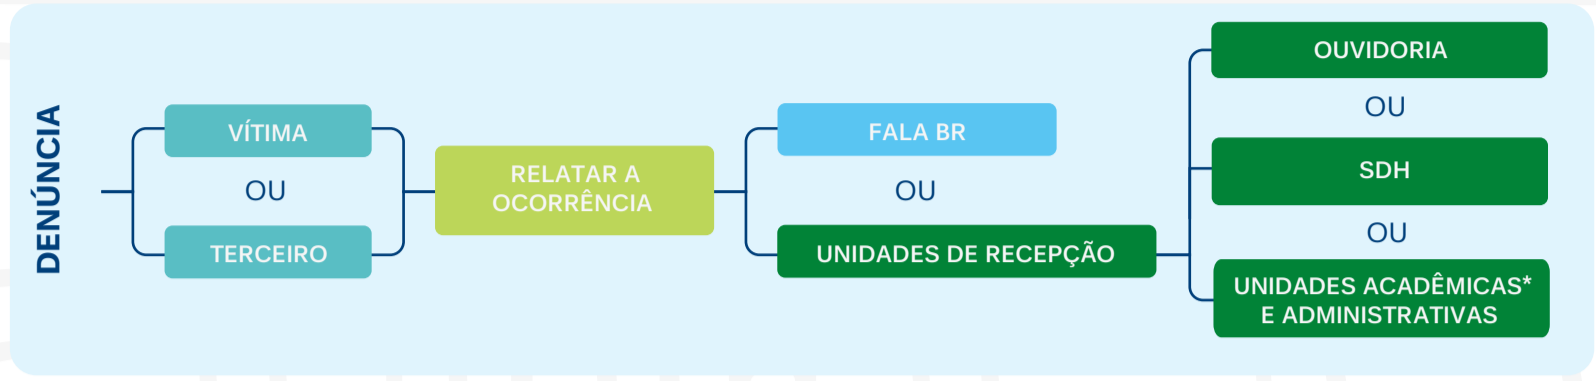 DENÚNCIA
VÍTIMA
OU
TERCEIRO
RELATAR A
OCORRÊNCIA
FALA BR
OU
UNIDADES DE RECEPÇÃO
OUVIDORIA
OU
SDH
OU
UNIDADES ACADÊMICAS*
E ADMINISTRATIVAS